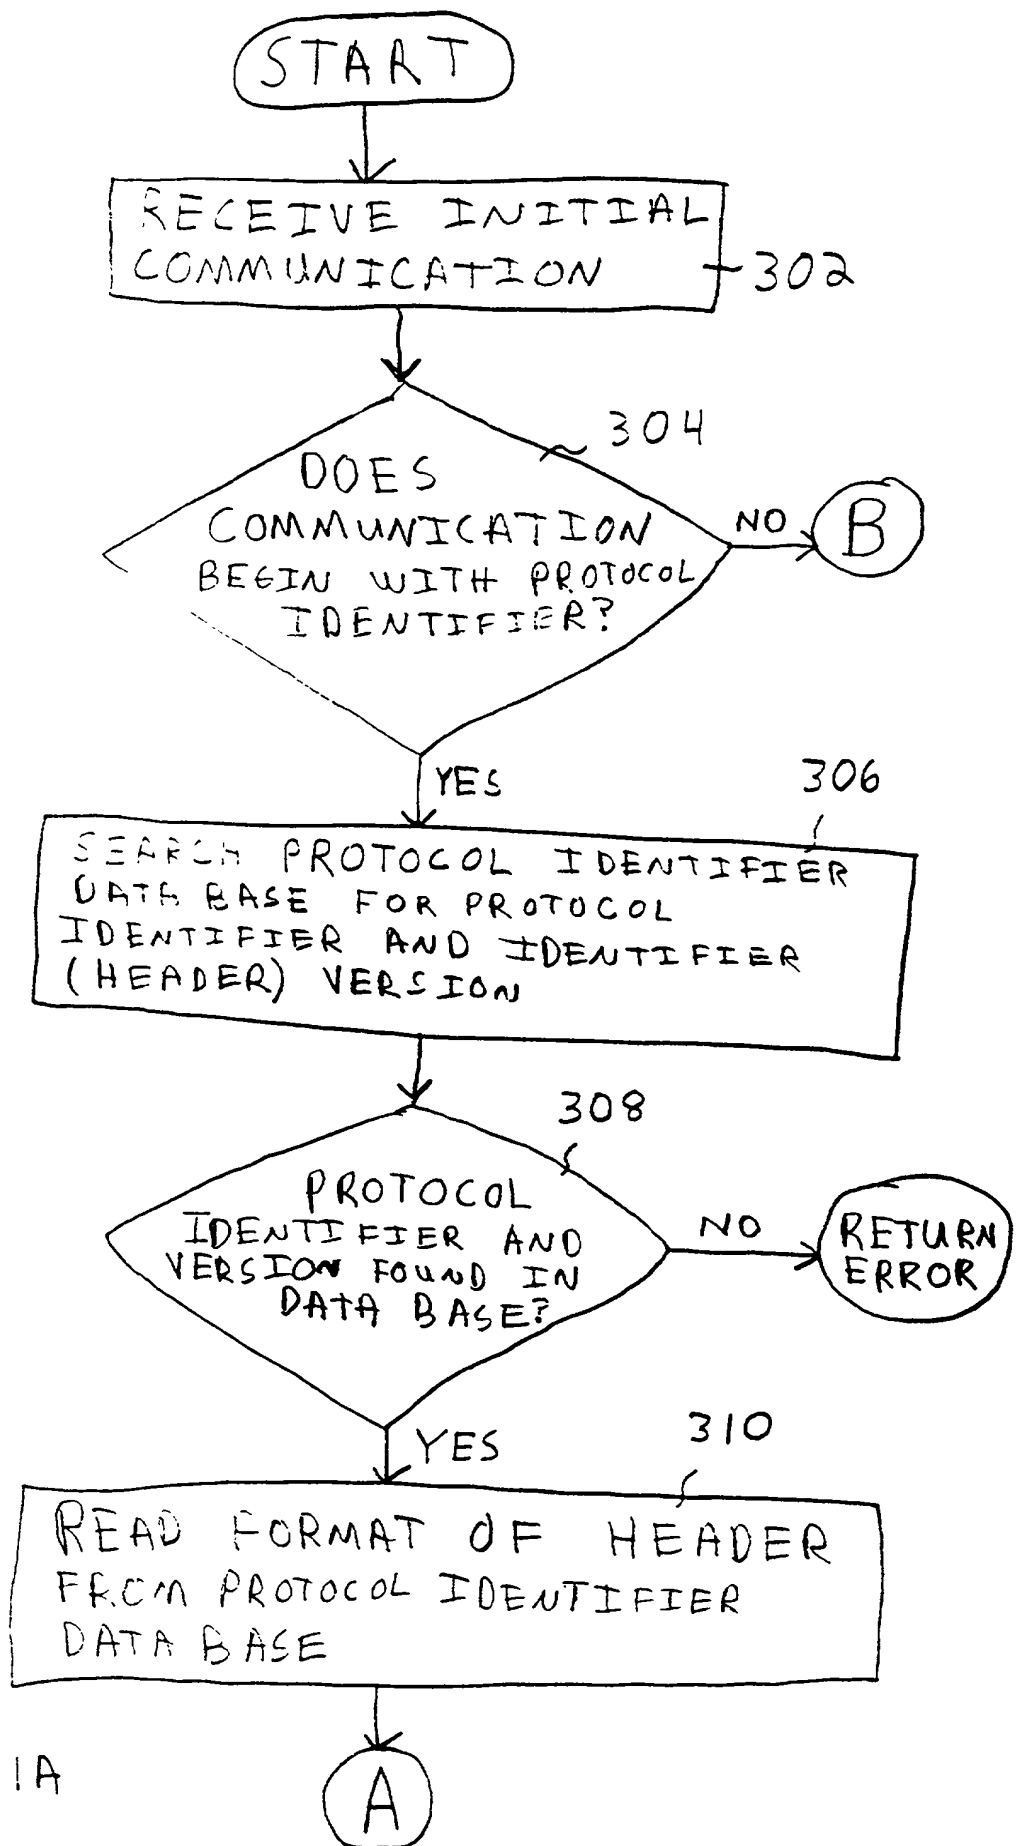 START
RECEIVE INITIAL
COMMUNICATION
302
304
DOES
COMMUNICATION
BEGIN WITH PROTOCOL
IDENTIFIER?
NO
B
YES
306
SEARCH PROTOCOL IDENTIFIER
DATA BASE FOR PROTOCOL
IDENTIFIER AND IDENTIFIER
(HEADER) VERSION
308
PROTOCOL
IDENTIFIER AND
VERSION FOUND IN
DATA BASE?
NO
RETURN
ERROR
YES
310
READ FORMAT OF HEADER
FROM PROTOCOL IDENTIFIER
DATA BASE
1A
A